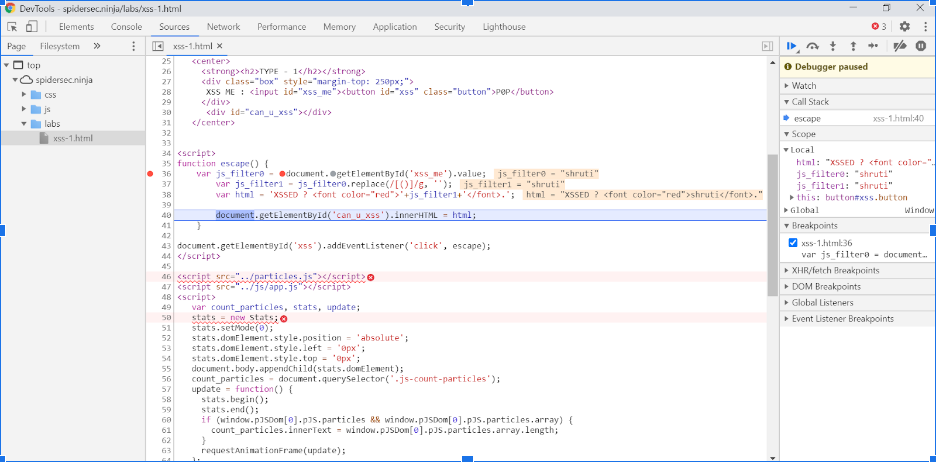 DevTools - spidersec.ninja/labs/xss-1.html
Elements Console Sources Network Performance Memory Application Security Lighthouse 3
Page Filesystem » xss-1.html ×
top
spidersec.ninja
css
js
labs
xss-1.html
25 <center>
26 <strong><h2>TYPE - 1</h2></strong>
27 <div class="box" style="margin-top: 250px;">
28 XSS ME : <input id="xss_me"><button id="xss" class="button">P0P</button>
29 </div>
30 <div id="can_u_xss"></div>
31 </center>
32
33
34 <script>
35 function escape() {
36 var js_filter0 = document.getElementById('xss_me').value; js_filter0 = "shruti"
37 var js_filter1 = js_filter0.replace(/[()]/g, ''); js_filter1 = "shruti"
38 var html = 'XSSED ? <font color="red">'+js_filter1+'</font>.'; html = "XSSED ? <font color="red">shruti</font>."
39
40 document.getElementById('can_u_xss').innerHTML = html;
41 }
42
43 document.getElementById('xss').addEventListener('click', escape);
44 </script>
45
46 <script src="../particles.js"></script>
47 <script src="../js/app.js"></script>
48 <script>
49 var count_particles, stats, update;
50 stats = new Stats;
51 stats.setMode(0);
52 stats.domElement.style.position = 'absolute';
53 stats.domElement.style.left = '0px';
54 stats.domElement.style.top = '0px';
55 document.body.appendChild(stats.domElement);
56 count_particles = document.querySelector('.js-count-particles');
57 update = function() {
58 stats.begin();
59 stats.end();
60 if (window.pJSDom[0].pJS.particles && window.pJSDom[0].pJS.particles.array) {
61 count_particles.innerText = window.pJSDom[0].pJS.particles.array.length;
62 }
63 requestAnimationFrame(update);
Debugger paused
Watch
Call Stack
escape xss-1.html:40
Scope
Local
html: "XSSED ? <font color="…
js_filter0: "shruti"
js_filter1: "shruti"
this: button#xss.button
Global Window
Breakpoints
xss-1.html:36
var js_filter0 = document…
XHR/fetch Breakpoints
DOM Breakpoints
Global Listeners
Event Listener Breakpoints